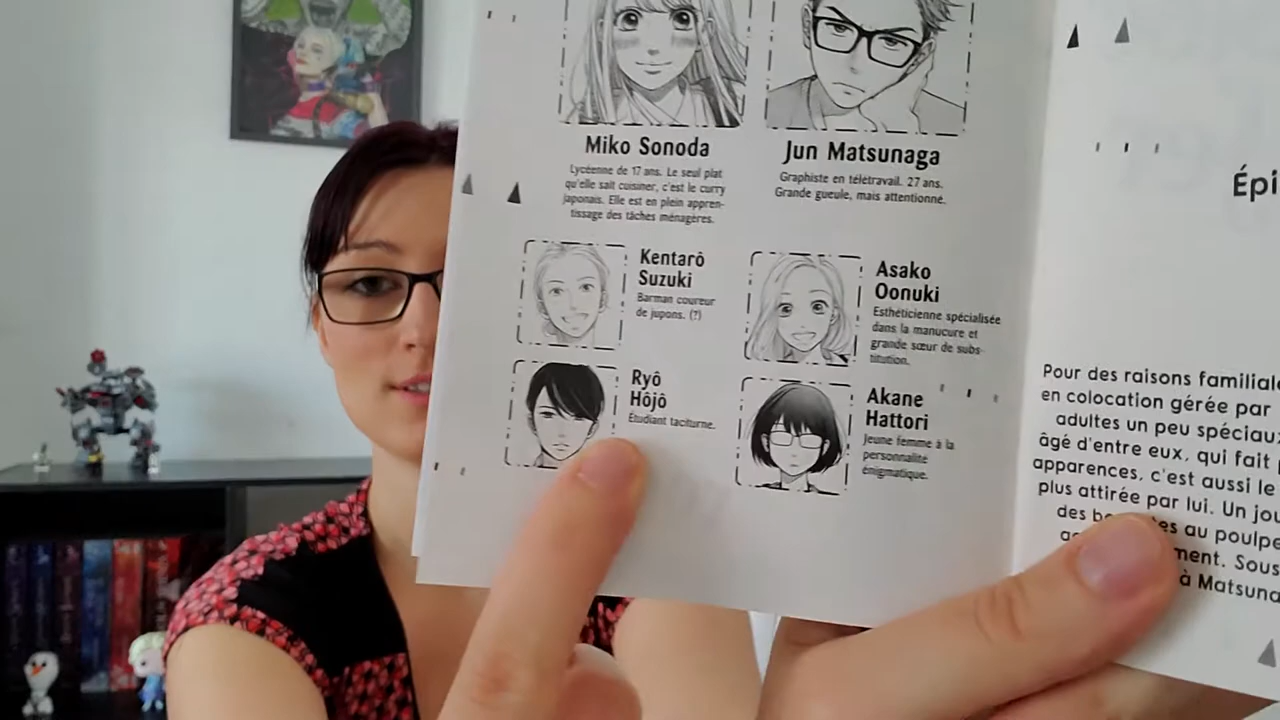 Miko Sonoda
Lycéenne de 17 ans. Le seul plat
qu'elle sait cuisiner, c'est le curry
japonais. Elle est en plein appren-
tissage des tâches ménagères.
Jun Matsunaga
Graphiste en télétravail. 27 ans.
Grande gueule, mais attentionné.
Kentarô
Suzuki
Barman coureur
de jupons. (?)
Asako
Oonuki
Esthéticienne spécialisée
dans la manucure et
grande sœur de subs-
titution.
Ryô
Hôjô
Étudiant taciturne.
Akane
Hattori
Jeune femme à la
personnalité
énigmatique.
Épi
Pour des raisons familiale
en colocation gérée par
adultes un peu spéciau
âgé d'entre eux, qui fait
apparences, c'est aussi le
plus attirée par lui. Un jou
des es au poulpe
ment. Sous
à Matsuna